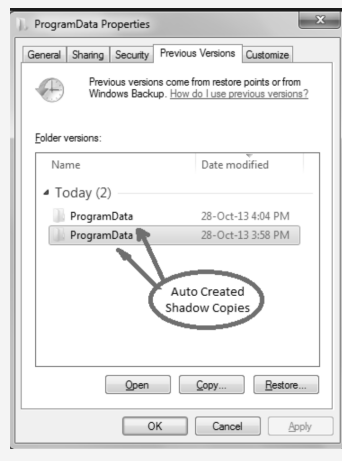 ProgramData Properties
x
General Sharing Security Previous Versions Customize
Previous versions come from restore points or from
Windows Backup. How do I use previous versions?
Folder versions:
Name Date modified
Today (2)
ProgramData 28-Oct-13 4:04 PM
ProgramData 28-Oct-13 3:58 PM
Auto Created
Shadow Copies
Open Copy... Restore...
OK Cancel Apply